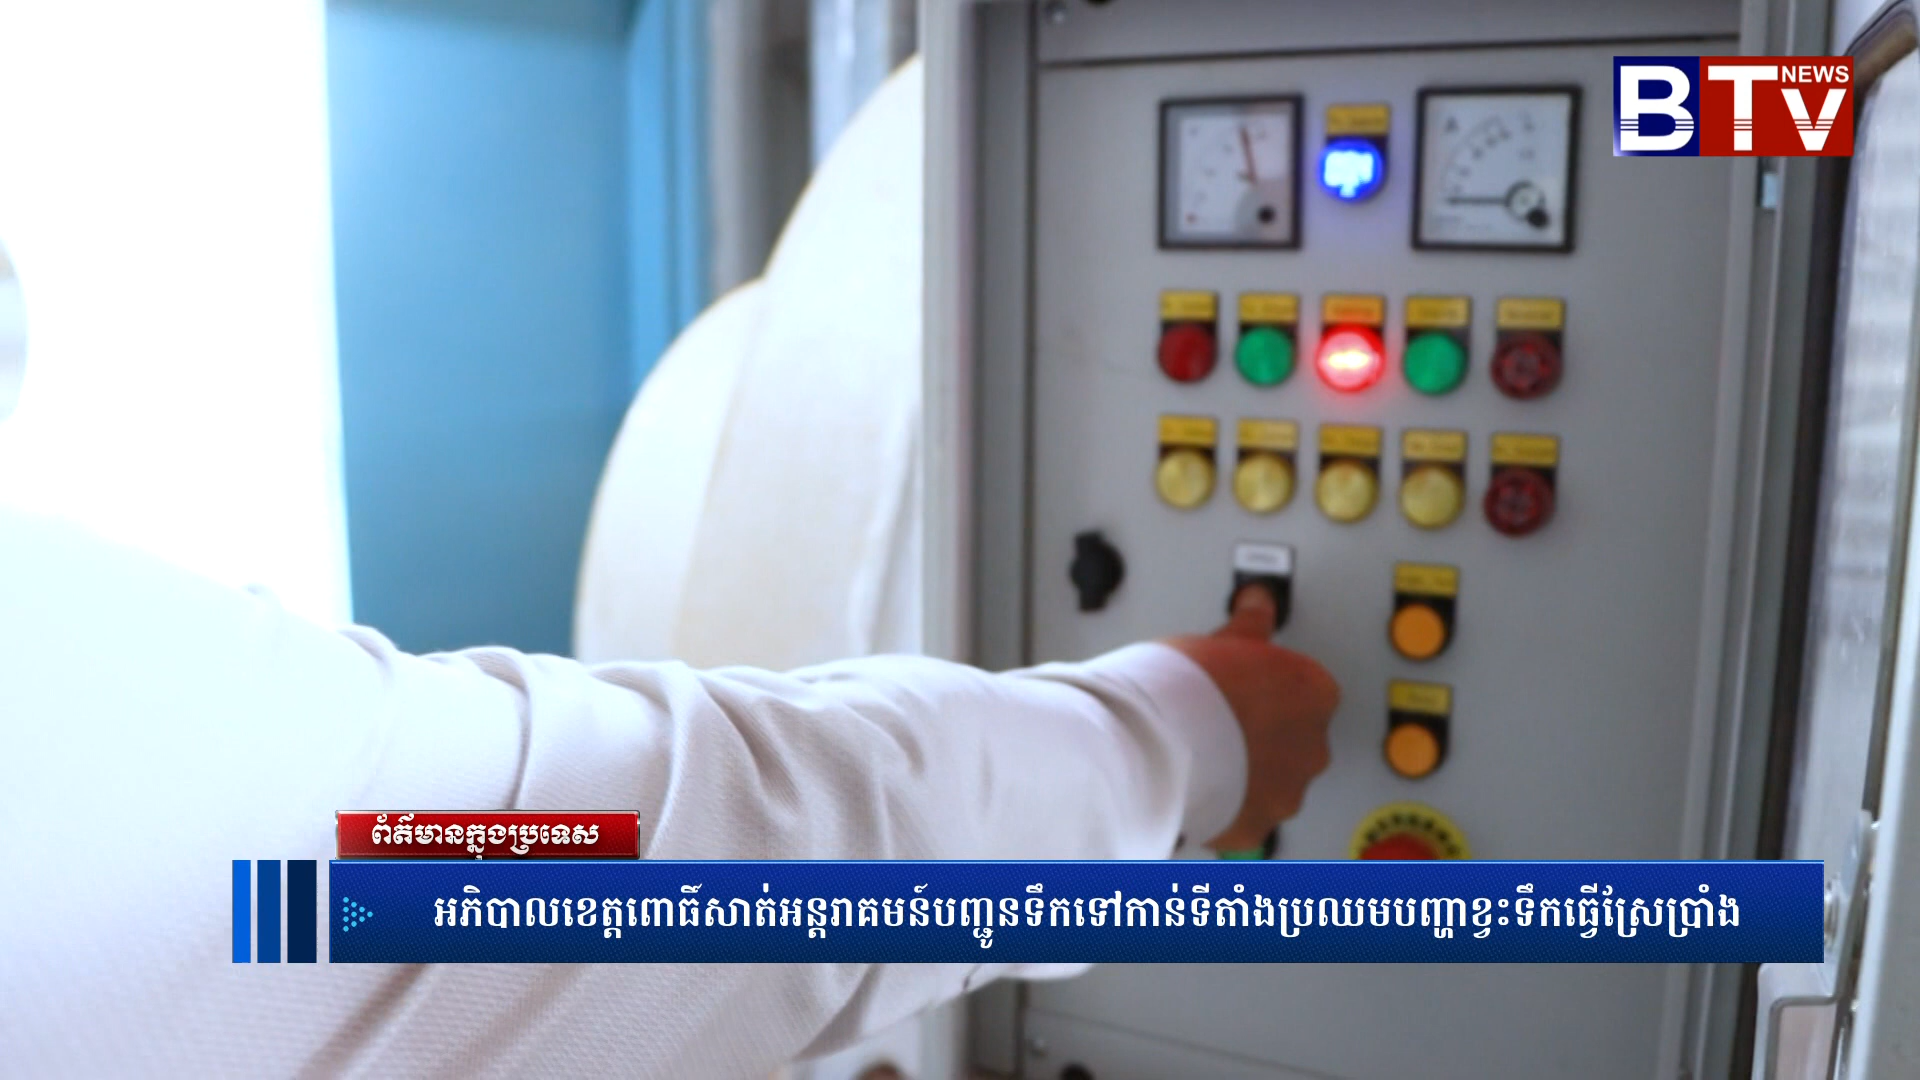 BTV NEWS
ព័ត៌មានក្នុងប្រទេស
អភិបាលខេត្តពោធិ៍សាត់អន្តរាគមន៍បញ្ជូនទឹកទៅកាន់ទីតាំងប្រឈមបញ្ហាខ្វះទឹកធ្វើស្រែប្រាំង